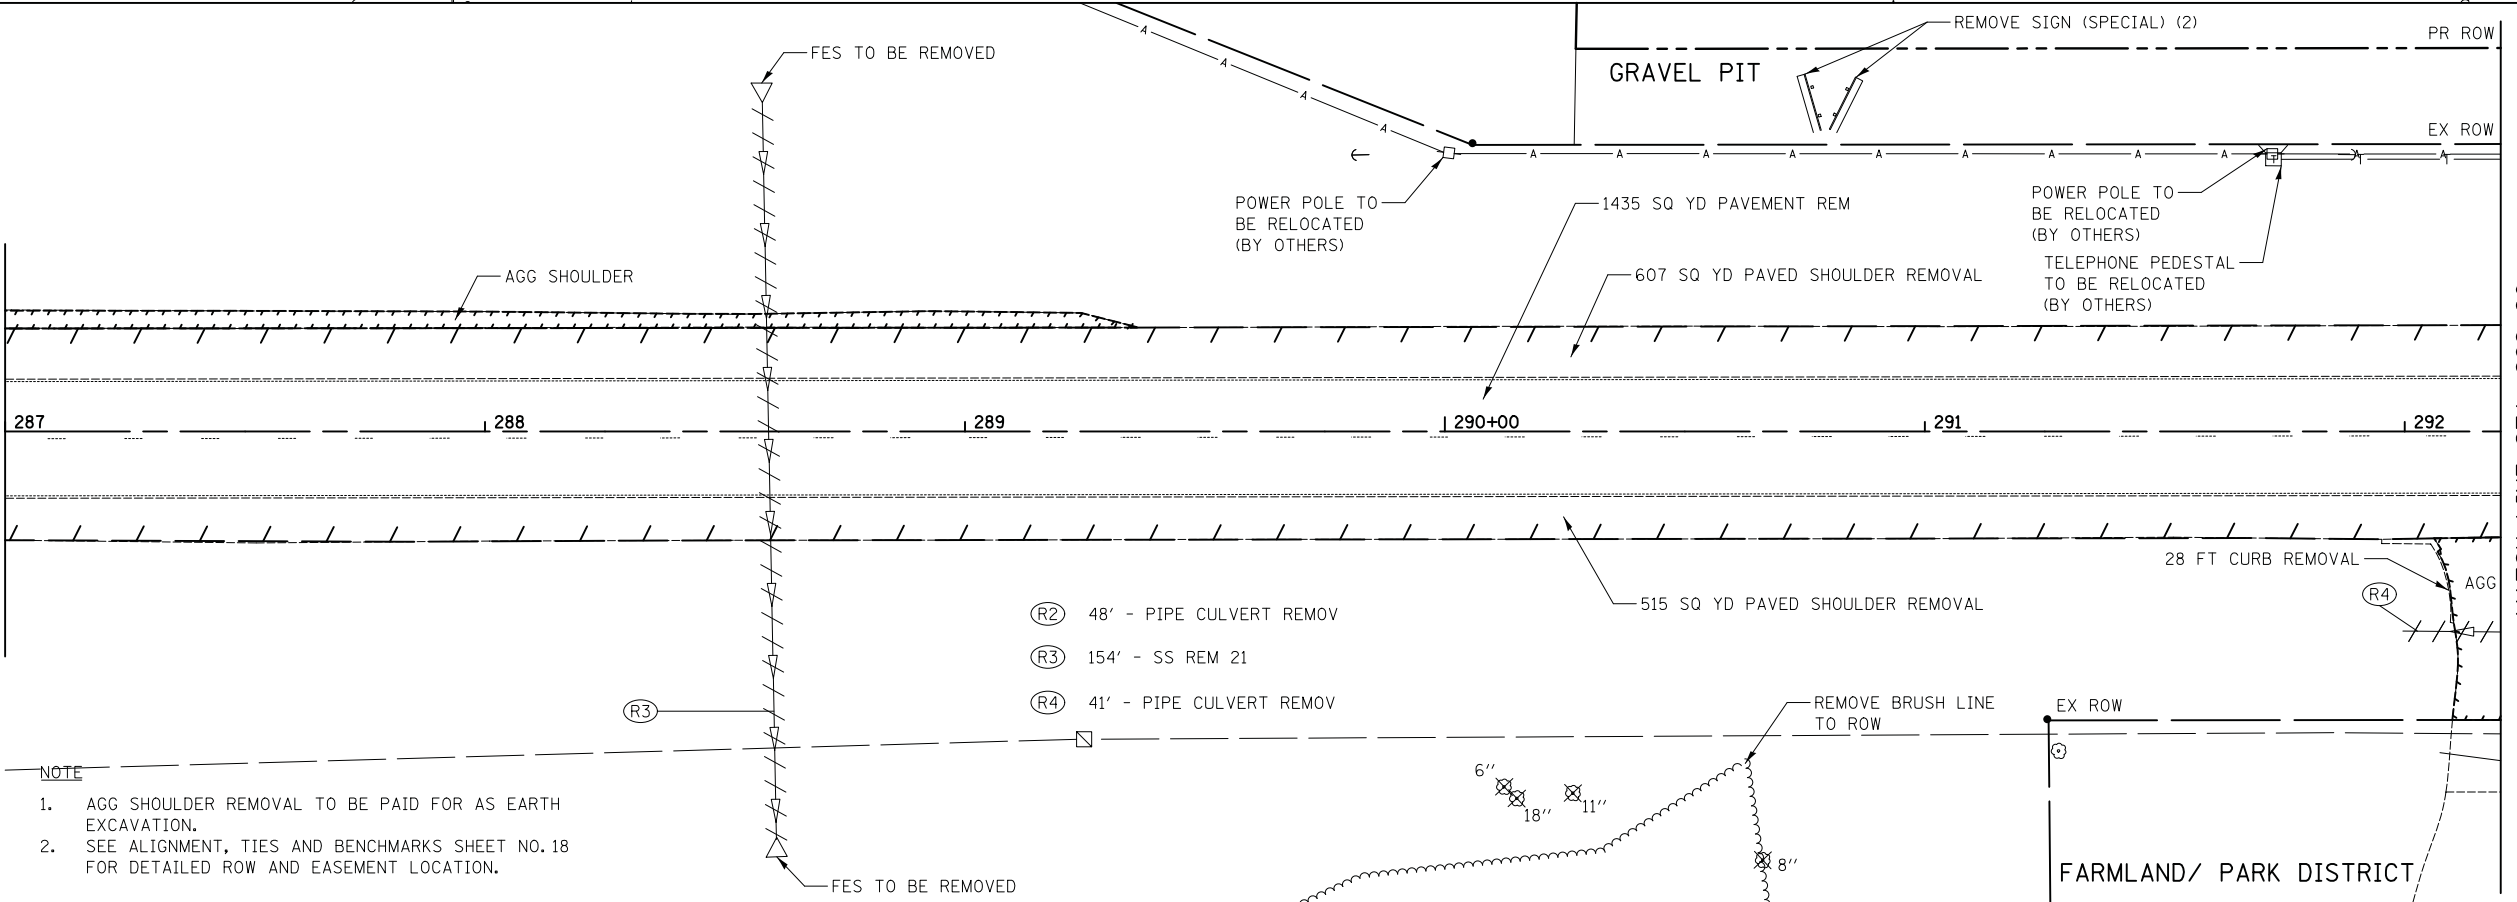 REMOVE SIGN (SPECIAL) (2)
PR ROW
FES TO BE REMOVED
GRAVEL PIT
EX ROW
A A A A
A A A A A A A A A A A A
POWER POLE TO
BE RELOCATED
(BY OTHERS)
1435 SQ YD PAVEMENT REM
POWER POLE TO
BE RELOCATED
(BY OTHERS)
AGG SHOULDER
607 SQ YD PAVED SHOULDER REMOVAL
TELEPHONE PEDESTAL
TO BE RELOCATED
(BY OTHERS)
287 288 289 290+00 291 292
28 FT CURB REMOVAL
AGG
R4
515 SQ YD PAVED SHOULDER REMOVAL
R2 48' - PIPE CULVERT REMOV
R3 154' - SS REM 21
R4 41' - PIPE CULVERT REMOV
R3
REMOVE BRUSH LINE
TO ROW
EX ROW
NOTE
1. AGG SHOULDER REMOVAL TO BE PAID FOR AS EARTH
EXCAVATION.
2. SEE ALIGNMENT, TIES AND BENCHMARKS SHEET NO. 18
FOR DETAILED ROW AND EASEMENT LOCATION.
6''
18''
11''
8''
FARMLAND/ PARK DISTRICT
FES TO BE REMOVED